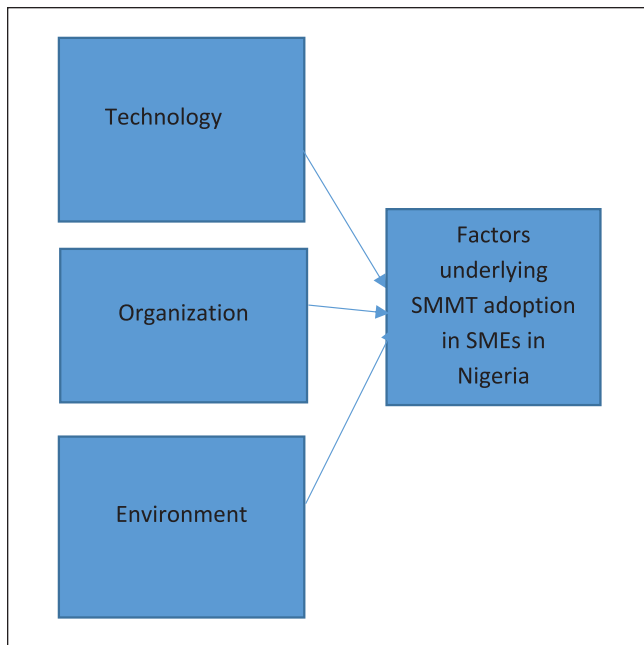 Technology
Organization
Environment
Factors
underlying
SMMT adoption
in SMEs in
Nigeria